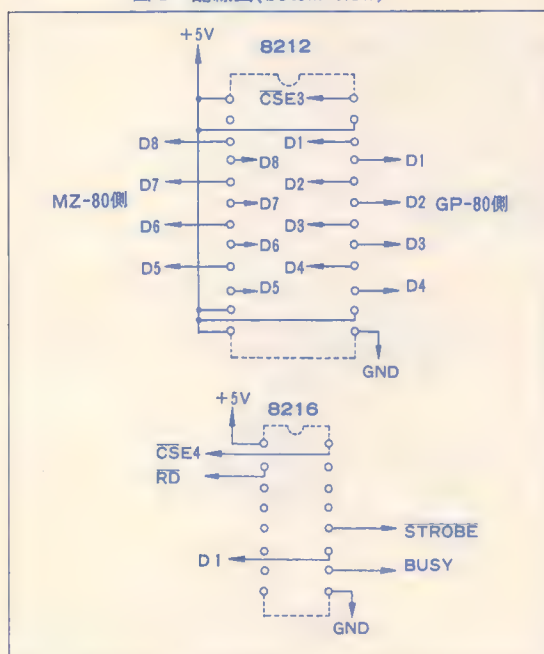 +5V
8212
CSE3
D8
D1
D8
D1
D7
D2
MZ-80側
D7
D2
GP-80側
D6
D3
D6
D3
D5
D4
D5
D4
GND
+5V
8216
CSE4
RD
STROBE
D1
BUSY
GND